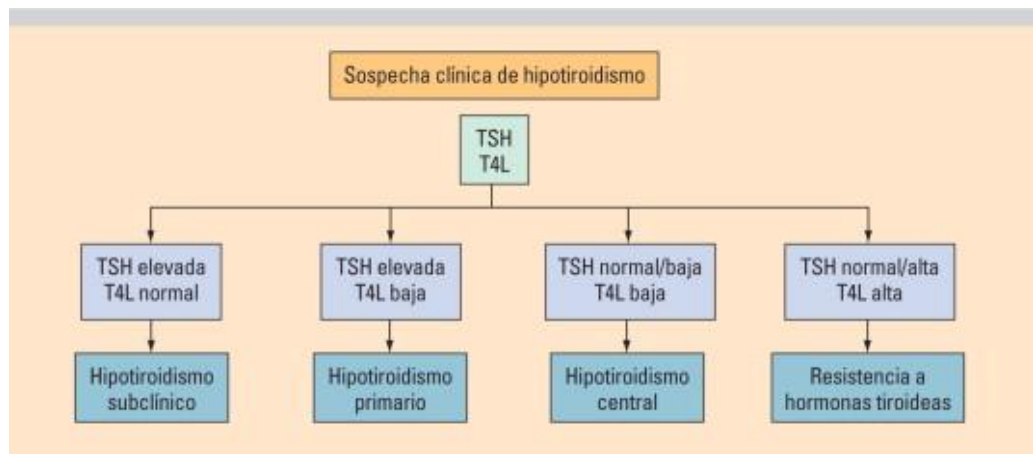 Sospecha clínica de hipotiroidismo
TSH
T4L
TSH elevada
T4L normal
TSH elevada
T4L baja
TSH normal/baja
T4L baja
TSH normal/alta
T4L alta
Hipotiroidismo
subclínico
Hipotiroidismo
primario
Hipotiroidismo
central
Resistencia a
hormonas tiroideas